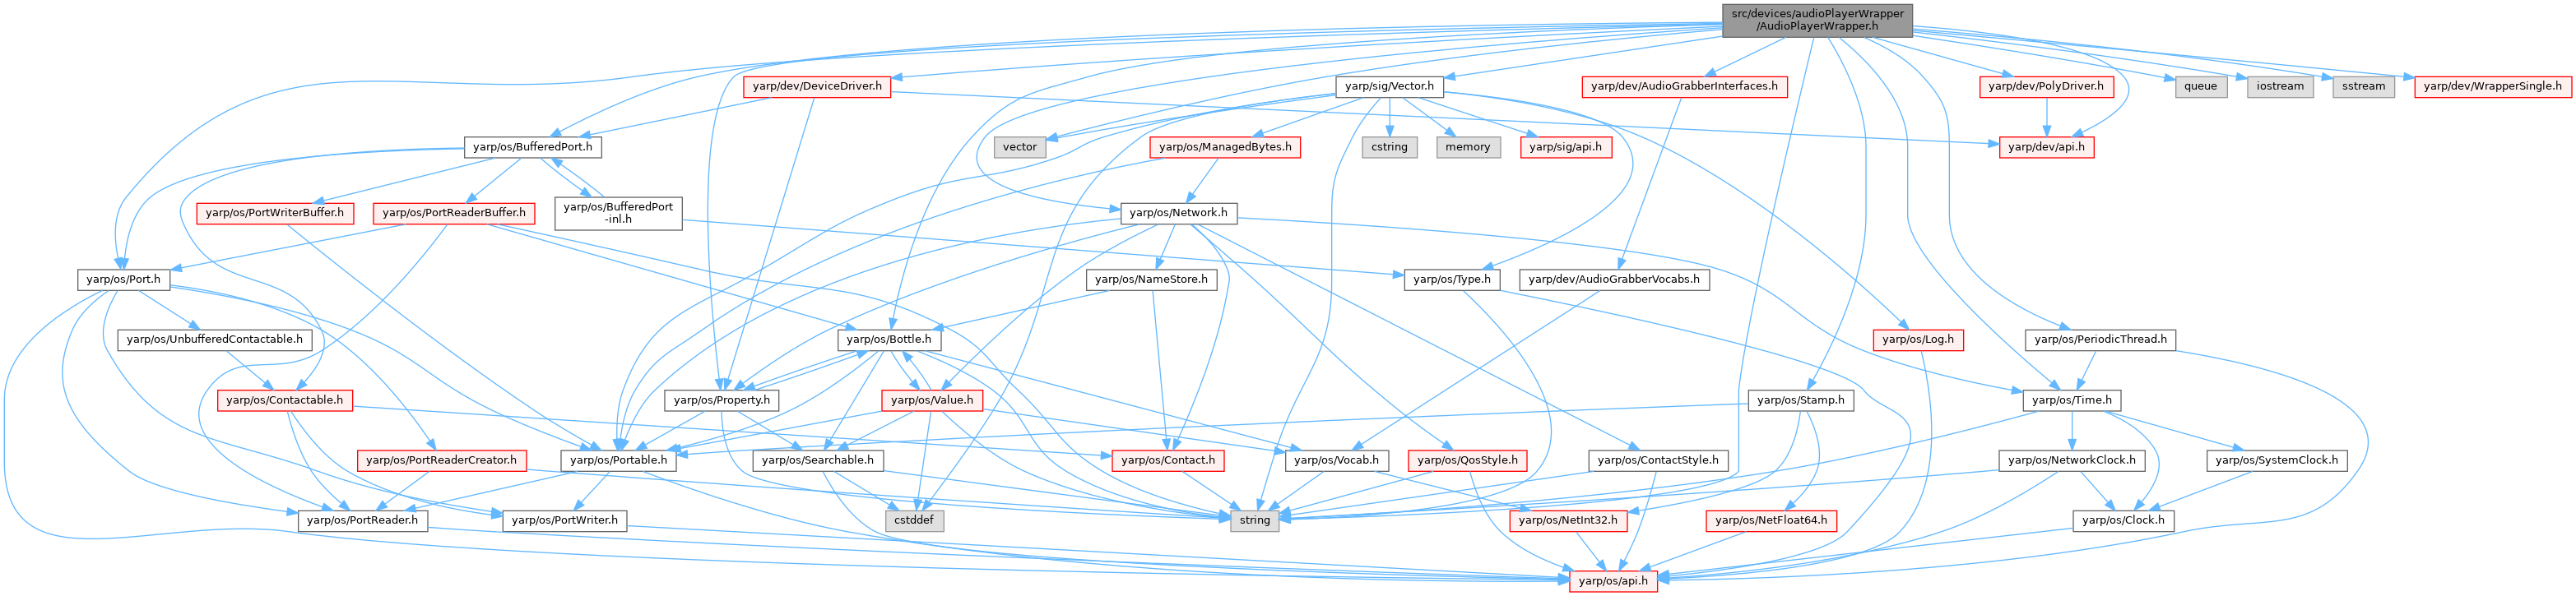 src/devices/audioPlayerWrapper
/AudioPlayerWrapper.h
yarp/dev/DeviceDriver.h
yarp/sig/Vector.h
yarp/dev/AudioGrabberInterfaces.h
yarp/dev/PolyDriver.h
queue
iostream
sstream
yarp/dev/WrapperSingle.h
yarp/os/BufferedPort.h
vector
yarp/os/ManagedBytes.h
cstring
memory
yarp/sig/api.h
yarp/dev/api.h
yarp/os/PortWriterBuffer.h
yarp/os/PortReaderBuffer.h
yarp/os/BufferedPort
-inl.h
yarp/os/Network.h
yarp/os/Port.h
yarp/os/NameStore.h
yarp/os/Type.h
yarp/dev/AudioGrabberVocabs.h
yarp/os/UnbufferedContactable.h
yarp/os/Bottle.h
yarp/os/Log.h
yarp/os/PeriodicThread.h
yarp/os/Contactable.h
yarp/os/Property.h
yarp/os/Value.h
yarp/os/Stamp.h
yarp/os/Time.h
yarp/os/PortReaderCreator.h
yarp/os/Portable.h
yarp/os/Searchable.h
yarp/os/Contact.h
yarp/os/Vocab.h
yarp/os/QosStyle.h
yarp/os/ContactStyle.h
yarp/os/NetworkClock.h
yarp/os/SystemClock.h
yarp/os/PortReader.h
yarp/os/PortWriter.h
cstddef
string
yarp/os/NetInt32.h
yarp/os/NetFloat64.h
yarp/os/Clock.h
yarp/os/api.h